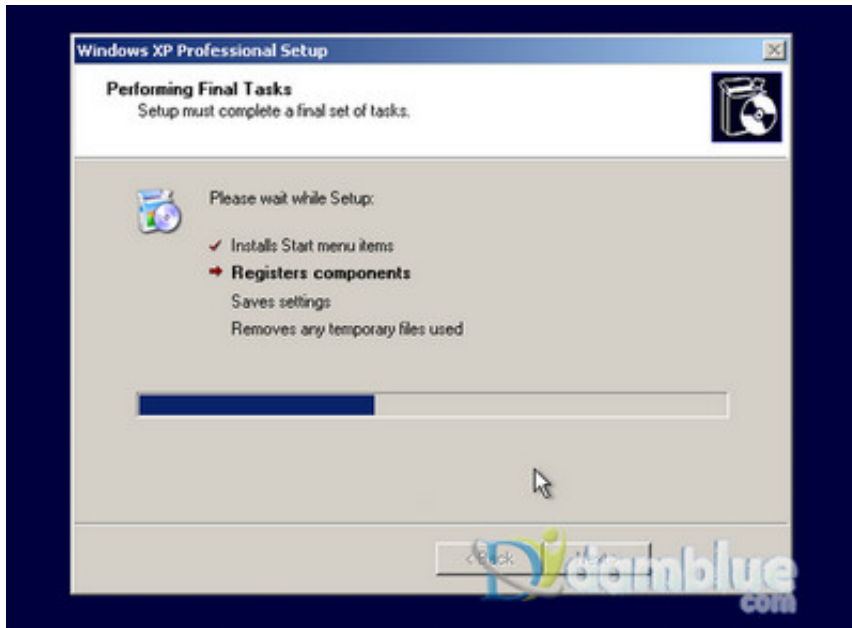 Windows XP Professional Setup
Performing Final Tasks
Setup must complete a final set of tasks.
Please wait while Setup:
Installs Start menu items
Registers components
Saves settings
Removes any temporary files used
< Back
damblue
com